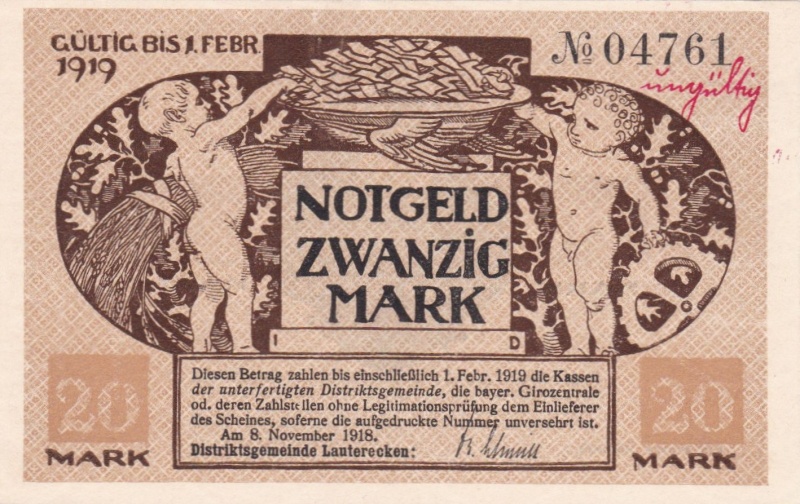 GÜLTIG BIS 1. FEBR.
1919
№ 04761
ungültig
NOTGELD
ZWANZIG
MARK
I D
Diesen Betrag zahlen bis einschließlich 1. Febr. 1919 die Kassen
der unterfertigten Distriktsgemeinde, die bayer. Girozentrale
od. deren Zahlstellen ohne Legitimationsprüfung dem Einlieferer
des Scheines, soferne die aufgedruckte Nummer unversehrt ist.
Am 8. November 1918.
Distriktsgemeinde Lauterecken:
20
MARK
20
MARK